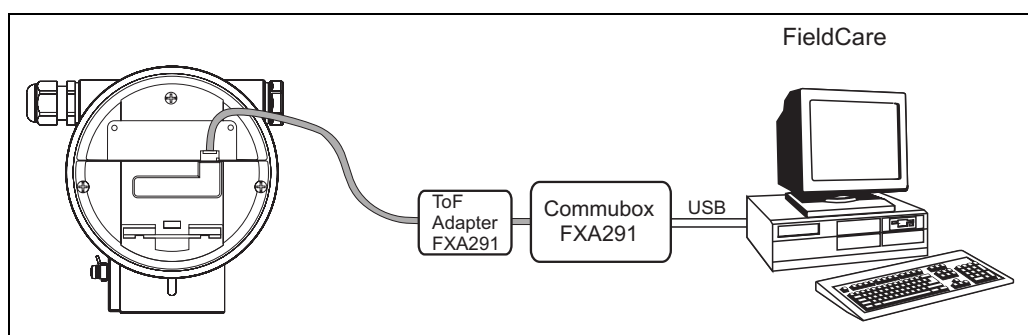 FieldCare
ToF
Adapter
FXA291
Commubox
FXA291
USB